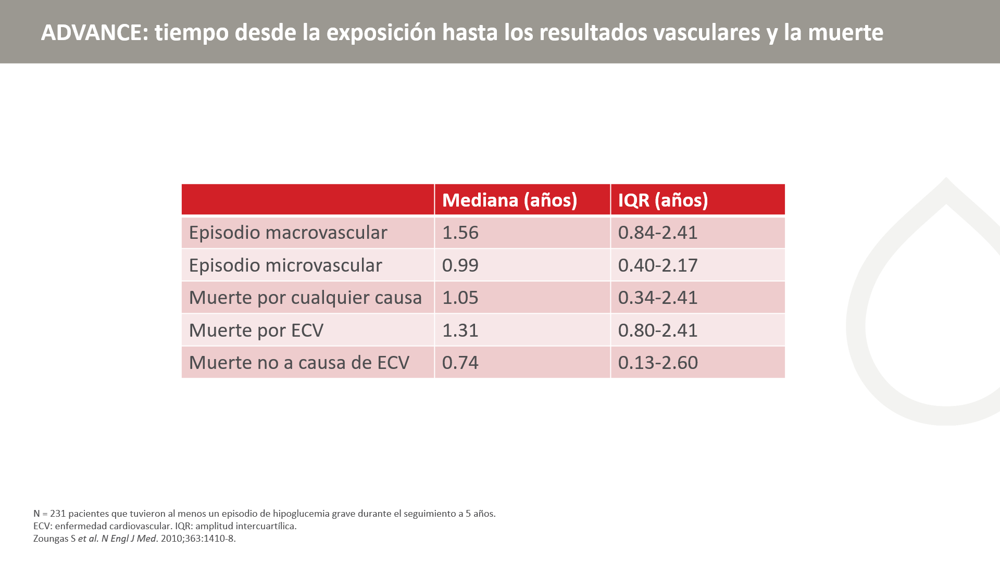 ADVANCE: tiempo desde la exposición hasta los resultados vasculares y la muerte
Mediana (años) IQR (años)
Episodio macrovascular 1.56 0.84-2.41
Episodio microvascular 0.99 0.40-2.17
Muerte por cualquier causa 1.05 0.34-2.41
Muerte por ECV 1.31 0.80-2.41
Muerte no a causa de ECV 0.74 0.13-2.60
N = 231 pacientes que tuvieron al menos un episodio de hipoglucemia grave durante el seguimiento a 5 años.
ECV: enfermedad cardiovascular. IQR: amplitud intercuartílica.
Zoungas S et al. N Engl J Med. 2010;363:1410-8.